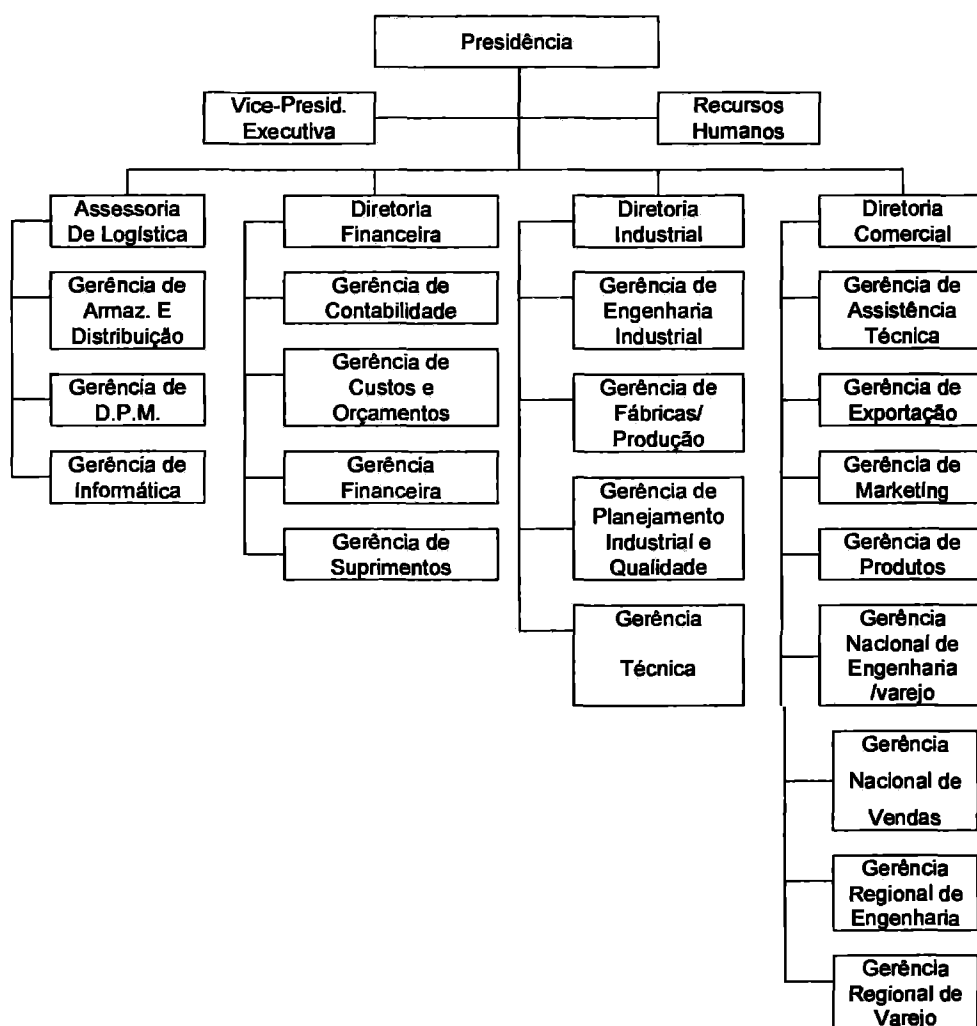 Presidência
Vice-Presid.
Executiva
Recursos
Humanos
Assessoria
De Logística
Gerência de
Armaz. E
Distribuição
Gerência de
D.P.M.
Gerência de
Informática
Diretoria
Financeira
Gerência de
Contabilidade
Gerência de
Custos e
Orçamentos
Gerência
Financeira
Gerência de
Suprimentos
Diretoria
Industrial
Gerência de
Engenharia
Industrial
Gerência de
Fábricas/
Produção
Gerência de
Planejamento
Industrial e
Qualidade
Gerência
Técnica
Diretoria
Comercial
Gerência de
Assistência
Técnica
Gerência de
Exportação
Gerência de
Marketing
Gerência de
Produtos
Gerência
Nacional de
Engenharia
/varejo
Gerência
Nacional de
Vendas
Gerência
Regional de
Engenharia
Gerência
Regional de
Varejo